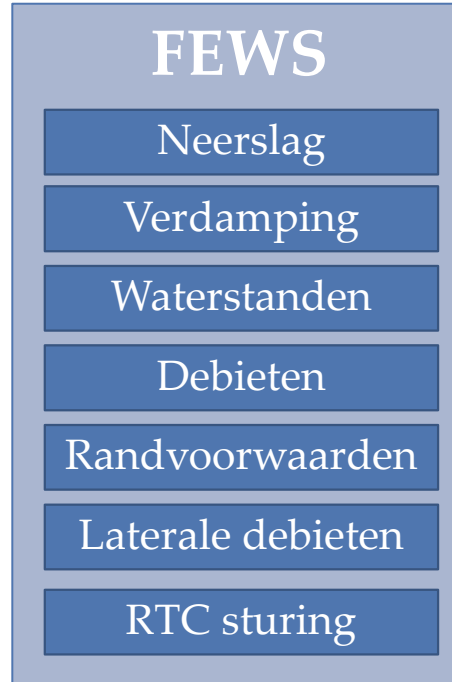 FEWS
Neerslag
Verdamping
Waterstanden
Debieten
Randvoorwaarden
Laterale debieten
RTC sturing